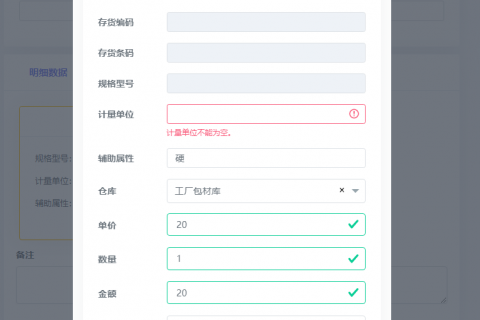 明细数据
规格型号:
计量单位:
辅助属性:
备注
存货编码
存货条码
规格型号
计量单位
计量单位不能为空。
辅助属性 硬
仓库 工厂包材库 ×
单价 20
数量 1
金额 20